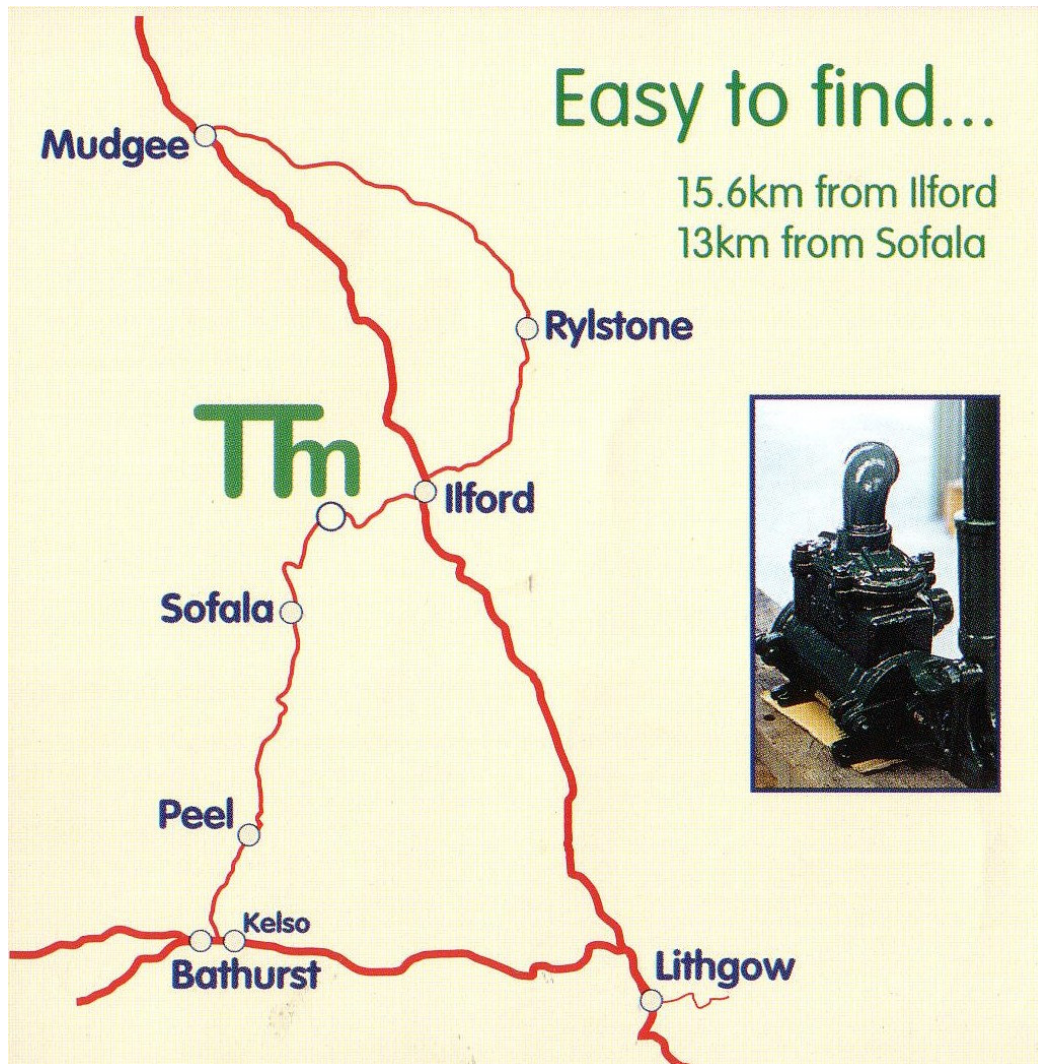 Easy to find...
15.6km from Ilford
13km from Sofala
Mudgee
Rylstone
TTm
Ilford
Sofala
Peel
Kelso
Bathurst
Lithgow